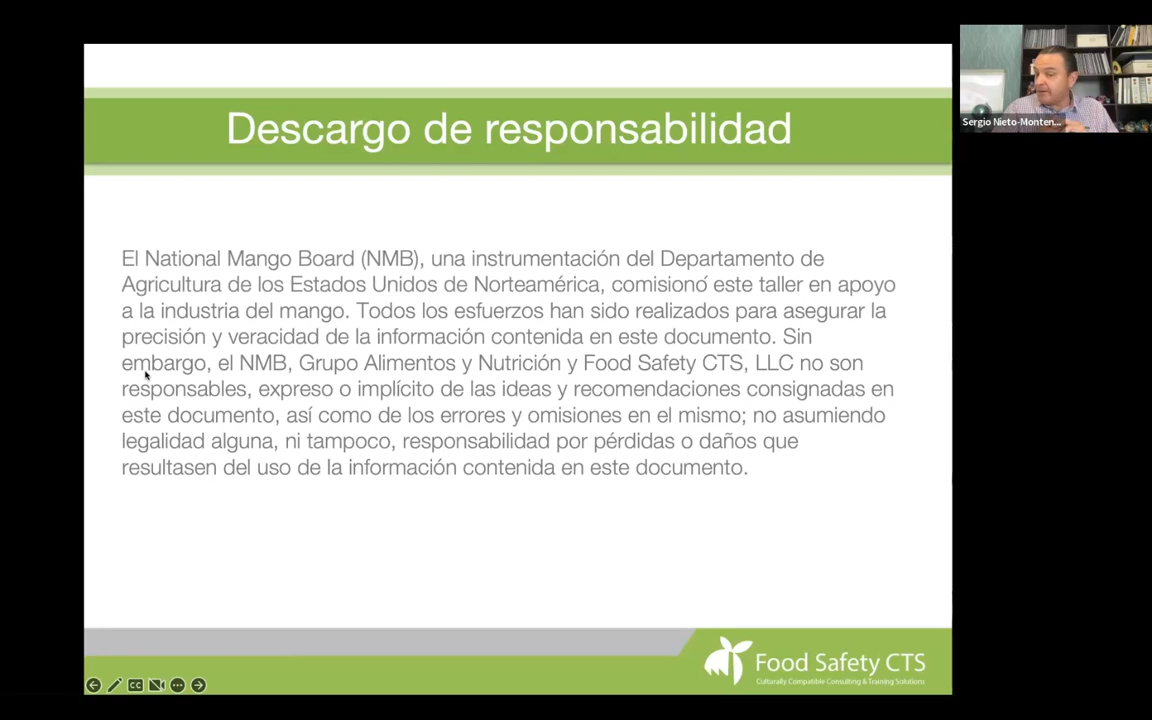 Descargo de responsabilidad
Sergio Nieto-Monten...
El National Mango Board (NMB), una instrumentación del Departamento de
Agricultura de los Estados Unidos de Norteamérica, comisionó este taller en apoyo
a la industria del mango. Todos los esfuerzos han sido realizados para asegurar la
precisión y veracidad de la información contenida en este documento. Sin
embargo, el NMB, Grupo Alimentos y Nutrición y Food Safety CTS, LLC no son
responsables, expreso o implícito de las ideas y recomendaciones consignadas en
este documento, así como de los errores y omisiones en el mismo; no asumiendo
legalidad alguna, ni tampoco, responsabilidad por pérdidas o daños que
resultasen del uso de la información contenida en este documento.
Food Safety CTS
Culturally Compatible Consulting & Training Solutions
CC